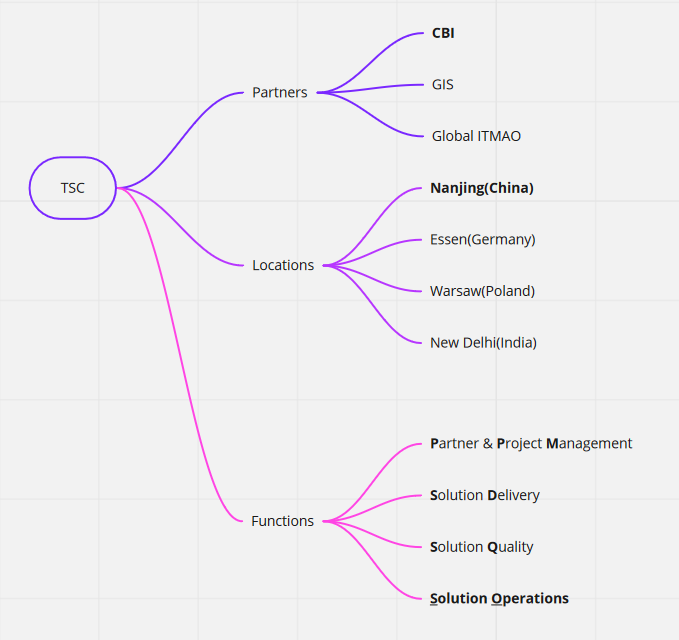 TSC
Partners
CBI
GIS
Global ITMAO
Locations
Nanjing(China)
Essen(Germany)
Warsaw(Poland)
New Delhi(India)
Functions
Partner & Project Management
Solution Delivery
Solution Quality
Solution Operations